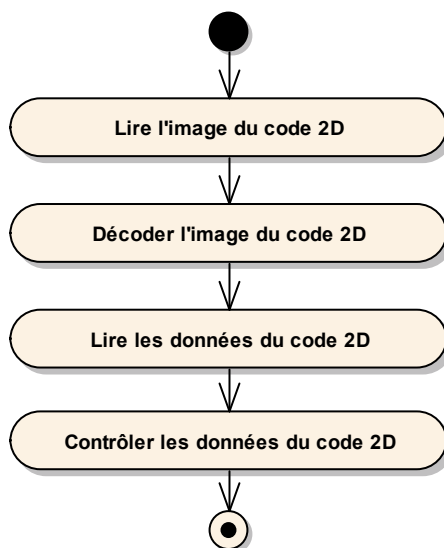 Lire l'image du code 2D
Décoder l'image du code 2D
Lire les données du code 2D
Contrôler les données du code 2D